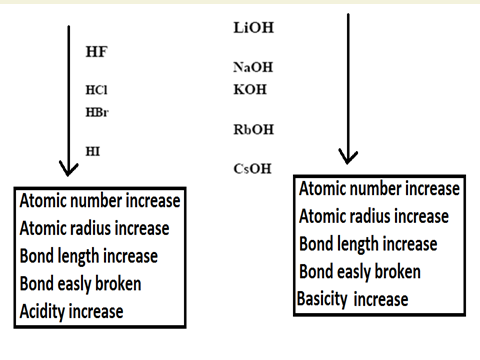 HF
HCl
HBr
HI
Atomic number increase
Atomic radius increase
Bond length increase
Bond easly broken
Acidity increase
LiOH
NaOH
KOH
RbOH
CsOH
Atomic number increase
Atomic radius increase
Bond length increase
Bond easly broken
Basicity increase